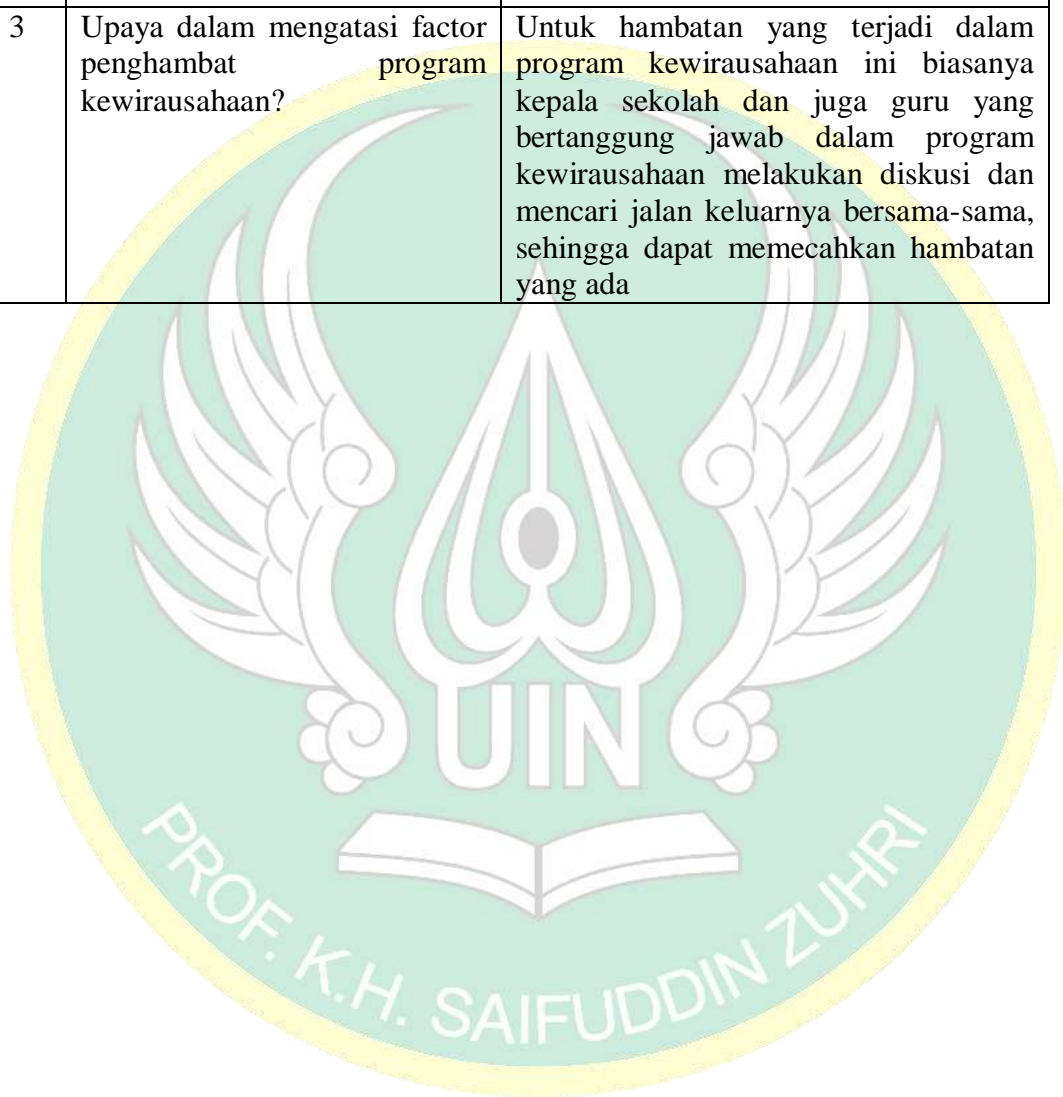 3
Upaya dalam mengatasi factor
penghambat program
kewirausahaan?
Untuk hambatan yang terjadi dalam
program kewirausahaan ini biasanya
kepala sekolah dan juga guru yang
bertanggung jawab dalam program
kewirausahaan melakukan diskusi dan
mencari jalan keluarnya bersama-sama,
sehingga dapat memecahkan hambatan
yang ada
UIN
PROF. K.H. SAIFUDDIN ZUHRI